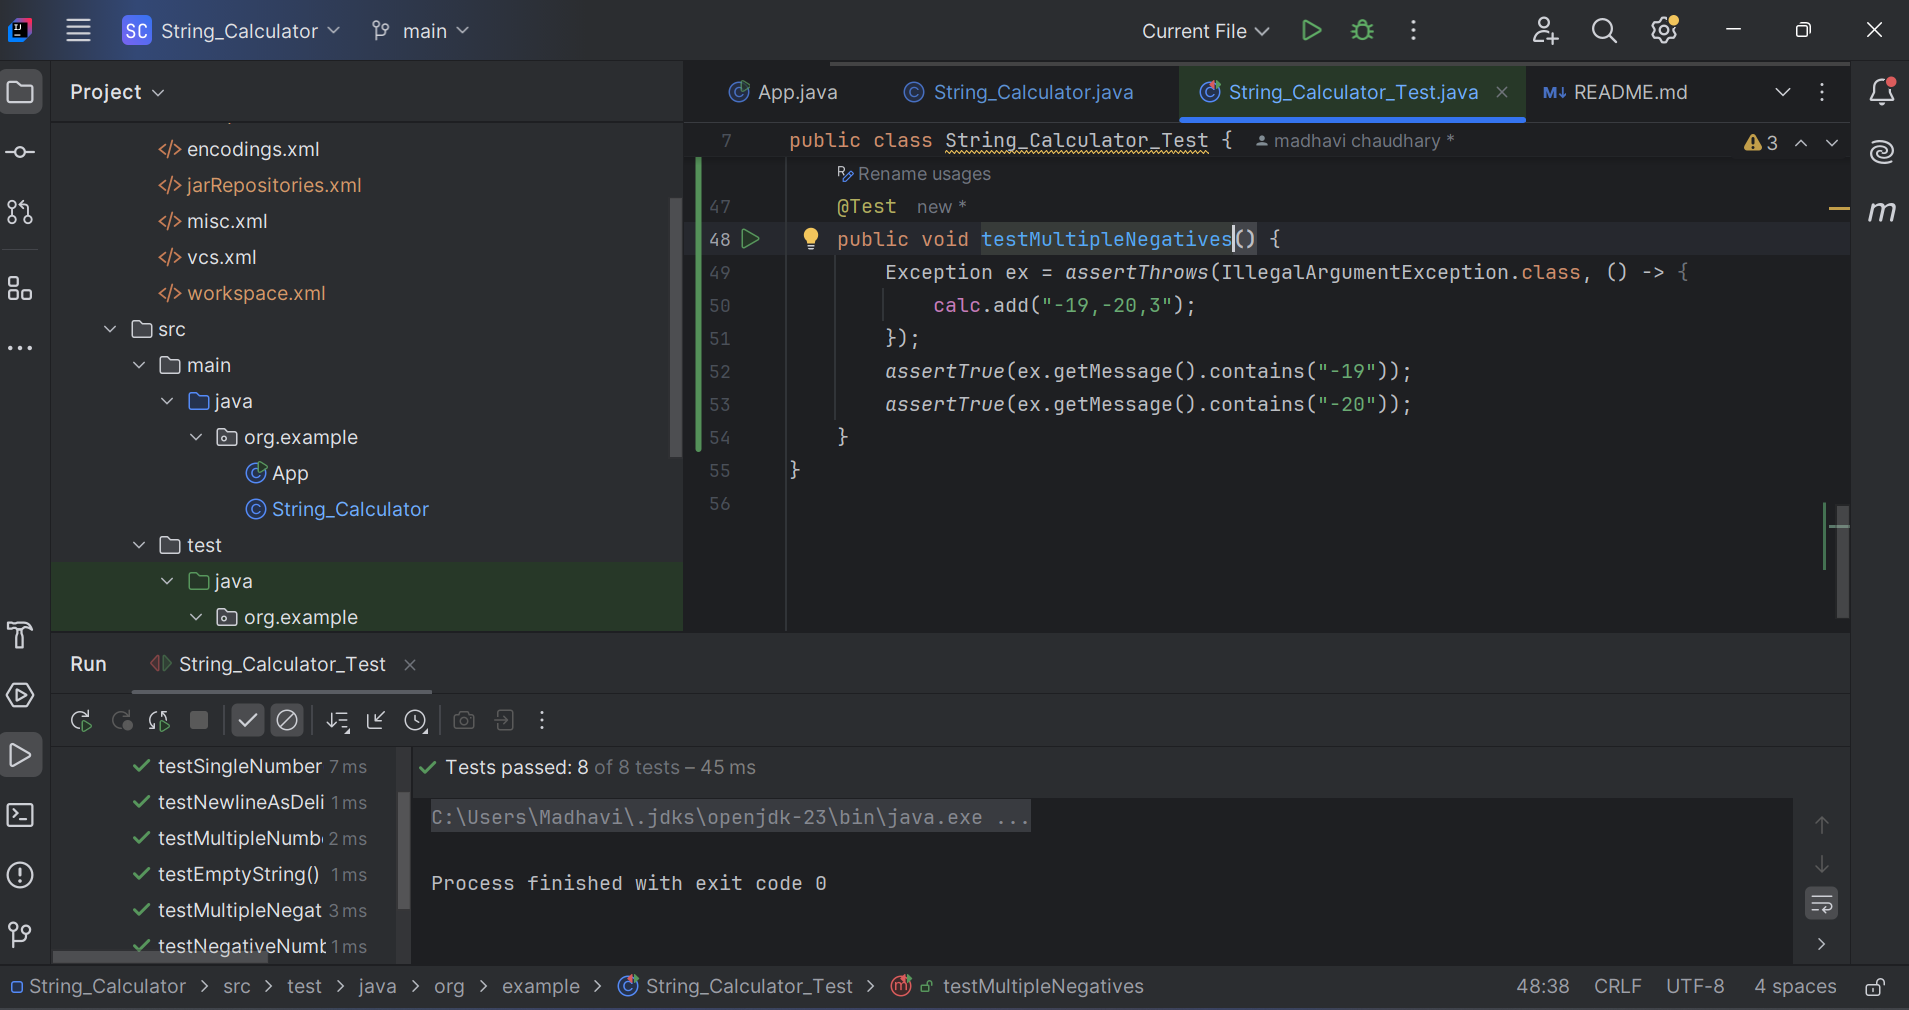 SC String_Calculator main Current File
Project
encodings.xml
jarRepositories.xml
misc.xml
vcs.xml
workspace.xml
src
main
java
org.example
App
String_Calculator
test
java
org.example
App.java String_Calculator.java String_Calculator_Test.java M↓ README.md
7 public class String_Calculator_Test { madhavi chaudhary *
3
Rename usages
47 @Test new *
48 public void testMultipleNegatives() {
49 Exception ex = assertThrows(IllegalArgumentException.class, () -> {
50 calc.add("-19,-20,3");
51 });
52 assertTrue(ex.getMessage().contains("-19"));
53 assertTrue(ex.getMessage().contains("-20"));
54 }
55 }
56
Run String_Calculator_Test
testSingleNumber 7 ms
testNewlineAsDeli 1 ms
testMultipleNumb 2 ms
testEmptyString() 1 ms
testMultipleNegat 3 ms
testNegativeNumb 1 ms
Tests passed: 8 of 8 tests – 45 ms
C:\Users\Madhavi\.jdks\openjdk-23\bin\java.exe ...
Process finished with exit code 0
String_Calculator > src > test > java > org > example > String_Calculator_Test > testMultipleNegatives 48:38 CRLF UTF-8 4 spaces